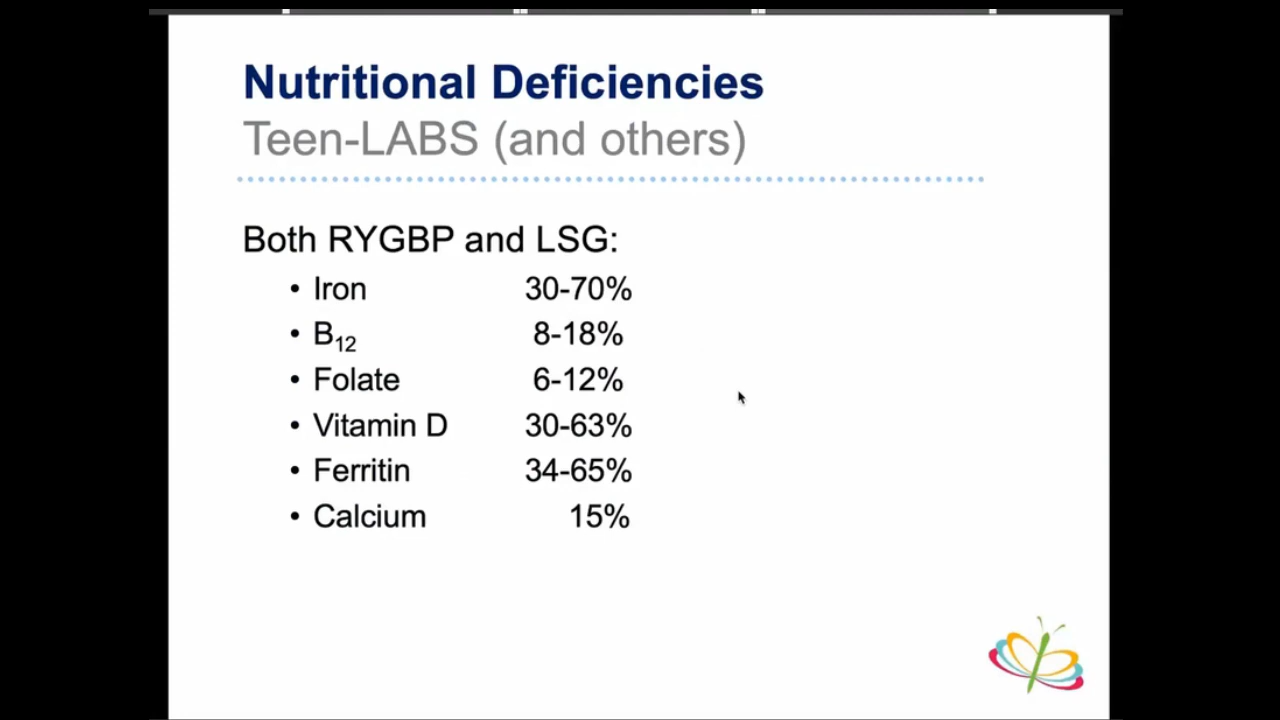 Nutritional Deficiencies
Teen-LABS (and others)
Both RYGBP and LSG:
• Iron 30-70%
• B₁₂ 8-18%
• Folate 6-12%
• Vitamin D 30-63%
• Ferritin 34-65%
• Calcium 15%